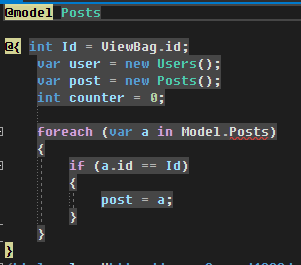 @model Posts
@{ int Id = ViewBag.id;
var user = new Users();
var post = new Posts();
int counter = 0;
foreach (var a in Model.Posts)
{
if (a.id == Id)
{
post = a;
}
}
}